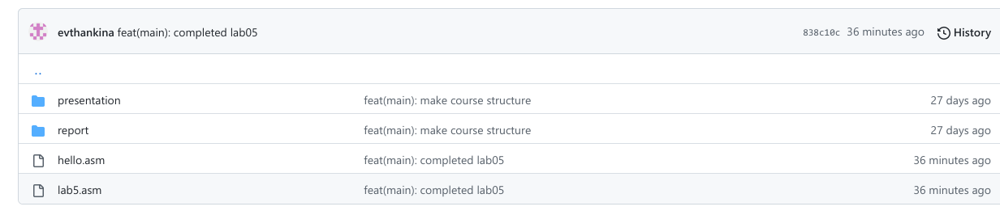 evthankina feat(main): completed lab05 838c10c 36 minutes ago History
..
presentation feat(main): make course structure 27 days ago
report feat(main): make course structure 27 days ago
hello.asm feat(main): completed lab05 36 minutes ago
lab5.asm feat(main): completed lab05 36 minutes ago